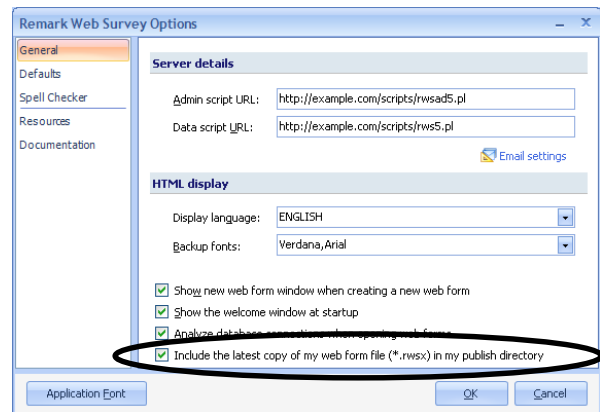 Remark Web Survey Options
General
Defaults
Spell Checker
Resources
Documentation
Server details
Admin script URL: http://example.com/scripts/rwsad5.pl
Data script URL: http://example.com/scripts/rws5.pl
Email settings
HTML display
Display language: ENGLISH
Backup fonts: Verdana,Arial
Show new web form window when creating a new web form
Show the welcome window at startup
Analyze database connections when opening web forms
Include the latest copy of my web form file (*.rwsx) in my publish directory
Application Font OK Cancel